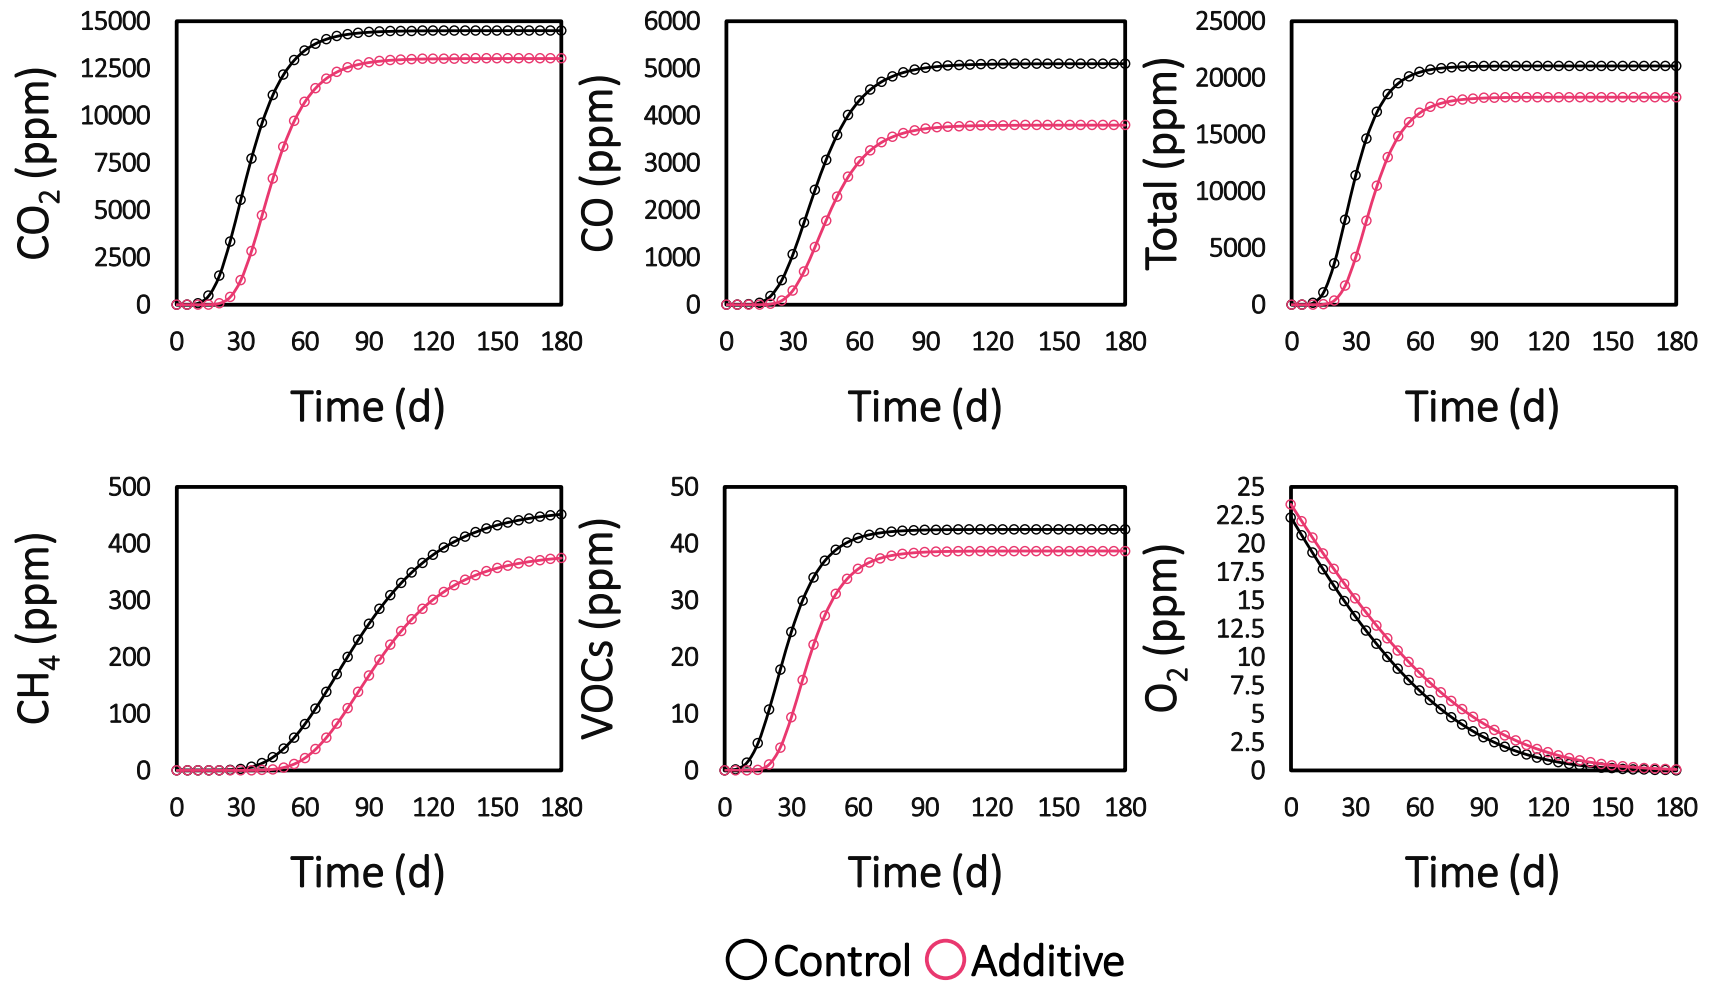 CO2 (ppm)
15000
12500
10000
7500
5000
2500
0
0 30 60 90 120 150 180
Time (d)
CO (ppm)
6000
5000
4000
3000
2000
1000
0
0 30 60 90 120 150 180
Time (d)
Total (ppm)
25000
20000
15000
10000
5000
0
0 30 60 90 120 150 180
Time (d)
CH4 (ppm)
500
400
300
200
100
0
0 30 60 90 120 150 180
Time (d)
VOCs (ppm)
50
40
30
20
10
0
0 30 60 90 120 150 180
Time (d)
O2 (ppm)
25
22.5
20
17.5
15
12.5
10
7.5
5
2.5
0
0 30 60 90 120 150 180
Time (d)
Control Additive